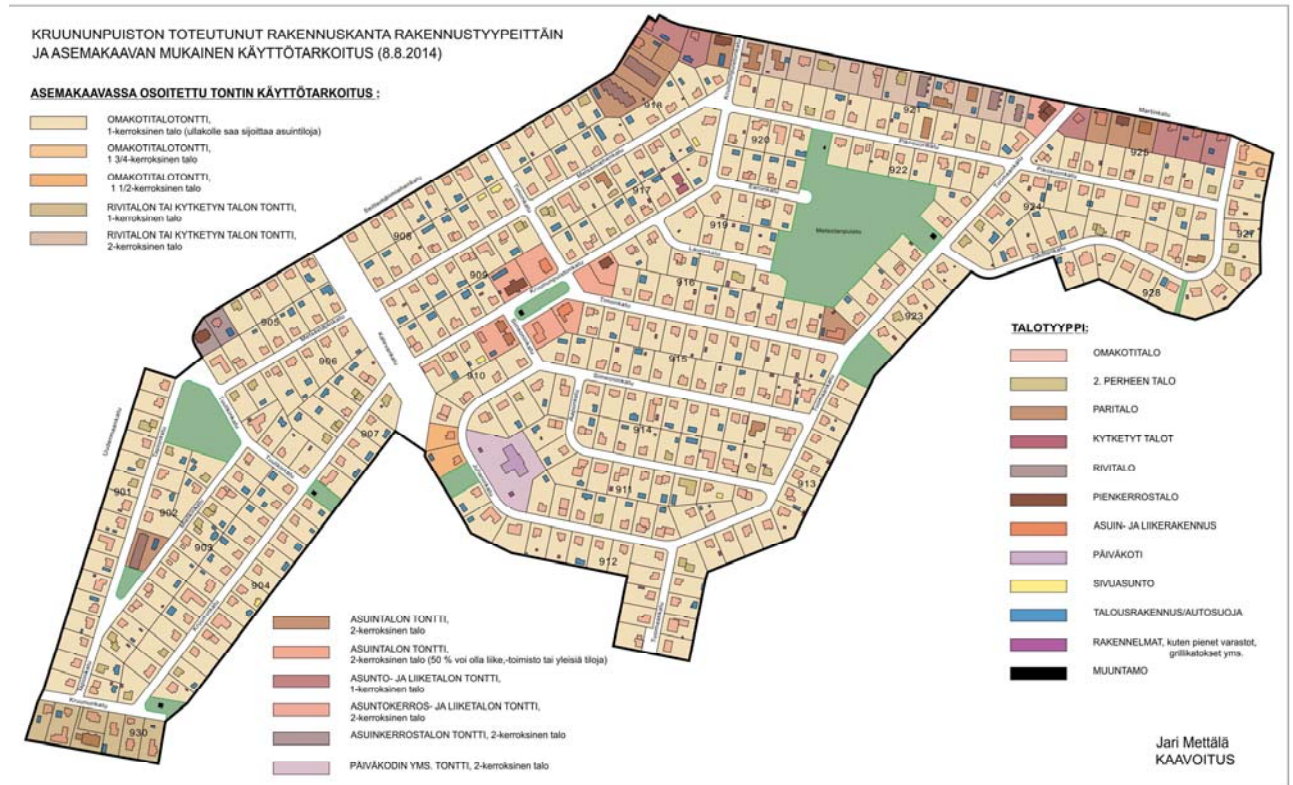 KRUUNUNPUISTON TOTEUTUNUT RAKENNUSKANTA RAKENNUSTYYPEITTÄIN
JA ASEMAKAAVAN MUKAINEN KÄYTTÖTARKOITUS (8.8.2014)
ASEMAKAAVASSA OSOITETTU TONTIN KÄYTTÖTARKOITUS :
OMAKOTITALOTONTTI,
1-kerroksinen talo (ullakolle saa sijoittaa asuintiloja)
OMAKOTITALOTONTTI,
1 3/4-kerroksinen talo
OMAKOTITALOTONTTI,
1 1/2-kerroksinen talo
RIVITALON TAI KYTKETYN TALON TONTTI,
1-kerroksinen talo
RIVITALON TAI KYTKETYN TALON TONTTI,
2-kerroksinen talo
918
921
Martinkatu
925
920
922
Eeronkatu
917
919
924
908
Metsolanpuisto
927
Laurinkatu
909
Kruununpuistonkatu
916
928
Toivonkatu
923
905
906
915
910
Kalevankatu
914
907
Uudenmaankatu
901
902
911
913
903
912
904
Kruununkatu
930
TALOTYYPPI:
OMAKOTITALO
2. PERHEEN TALO
PARITALO
KYTKETYT TALOT
RIVITALO
PIENKERROSTALO
ASUIN- JA LIIKERAKENNUS
PÄIVÄKOTI
SIVUASUNTO
TALOUSRAKENNUS/AUTOSUOJA
RAKENNELMAT, kuten pienet varastot,
grillikatokset yms.
MUUNTAMO
ASUINTALON TONTTI,
2-kerroksinen talo
ASUINTALON TONTTI,
2-kerroksinen talo (50 % voi olla liike,-toimisto tai yleisiä tiloja)
ASUNTO- JA LIIKETALON TONTTI,
1-kerroksinen talo
ASUNTOKERROS- JA LIIKETALON TONTTI,
2-kerroksinen talo
ASUINKERROSTALON TONTTI, 2-kerroksinen talo
PÄIVÄKODIN YMS. TONTTI, 2-kerroksinen talo
Jari Mettälä
KAAVOITUS